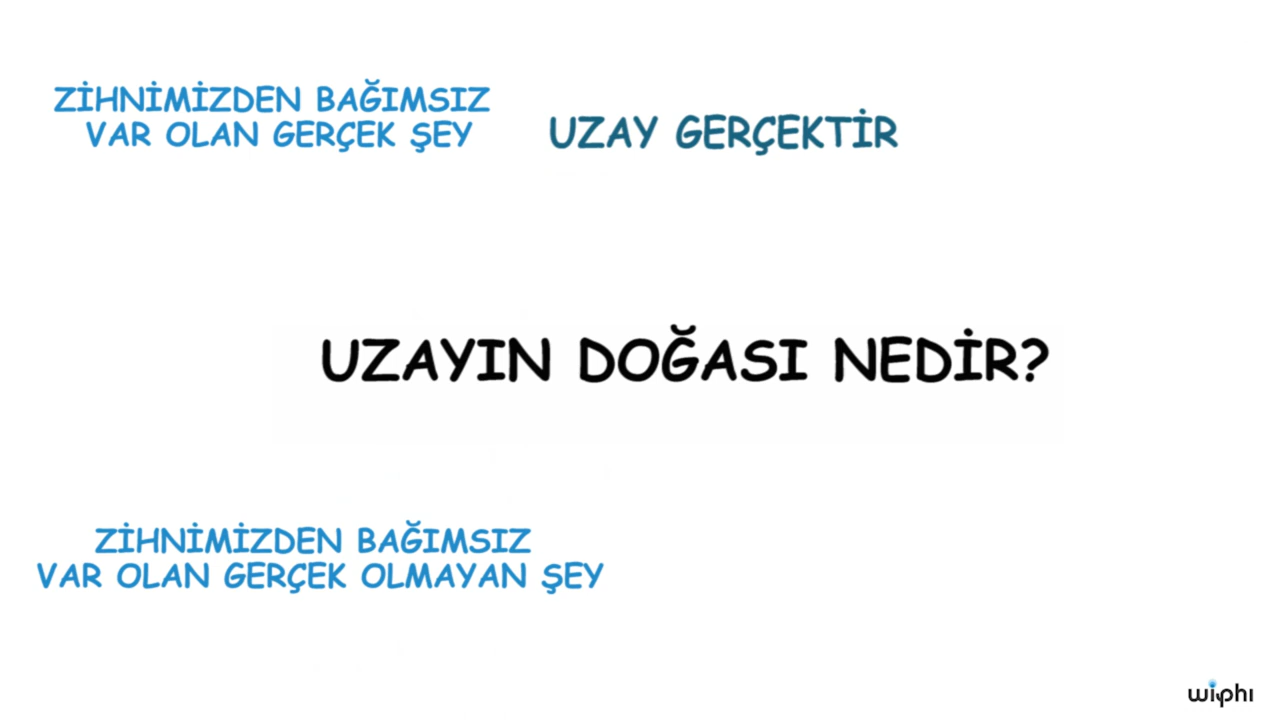 ZİHNİMİZDEN BAĞIMSIZ
VAR OLAN GERÇEK ŞEY
UZAY GERÇEKTİR
UZAYIN DOĞASI NEDİR?
ZİHNİMİZDEN BAĞIMSIZ
VAR OLAN GERÇEK OLMAYAN ŞEY
wiphi